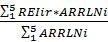 ∑₁⁵ REIir∗ARRLNi
∑₁⁵ ARRLNi